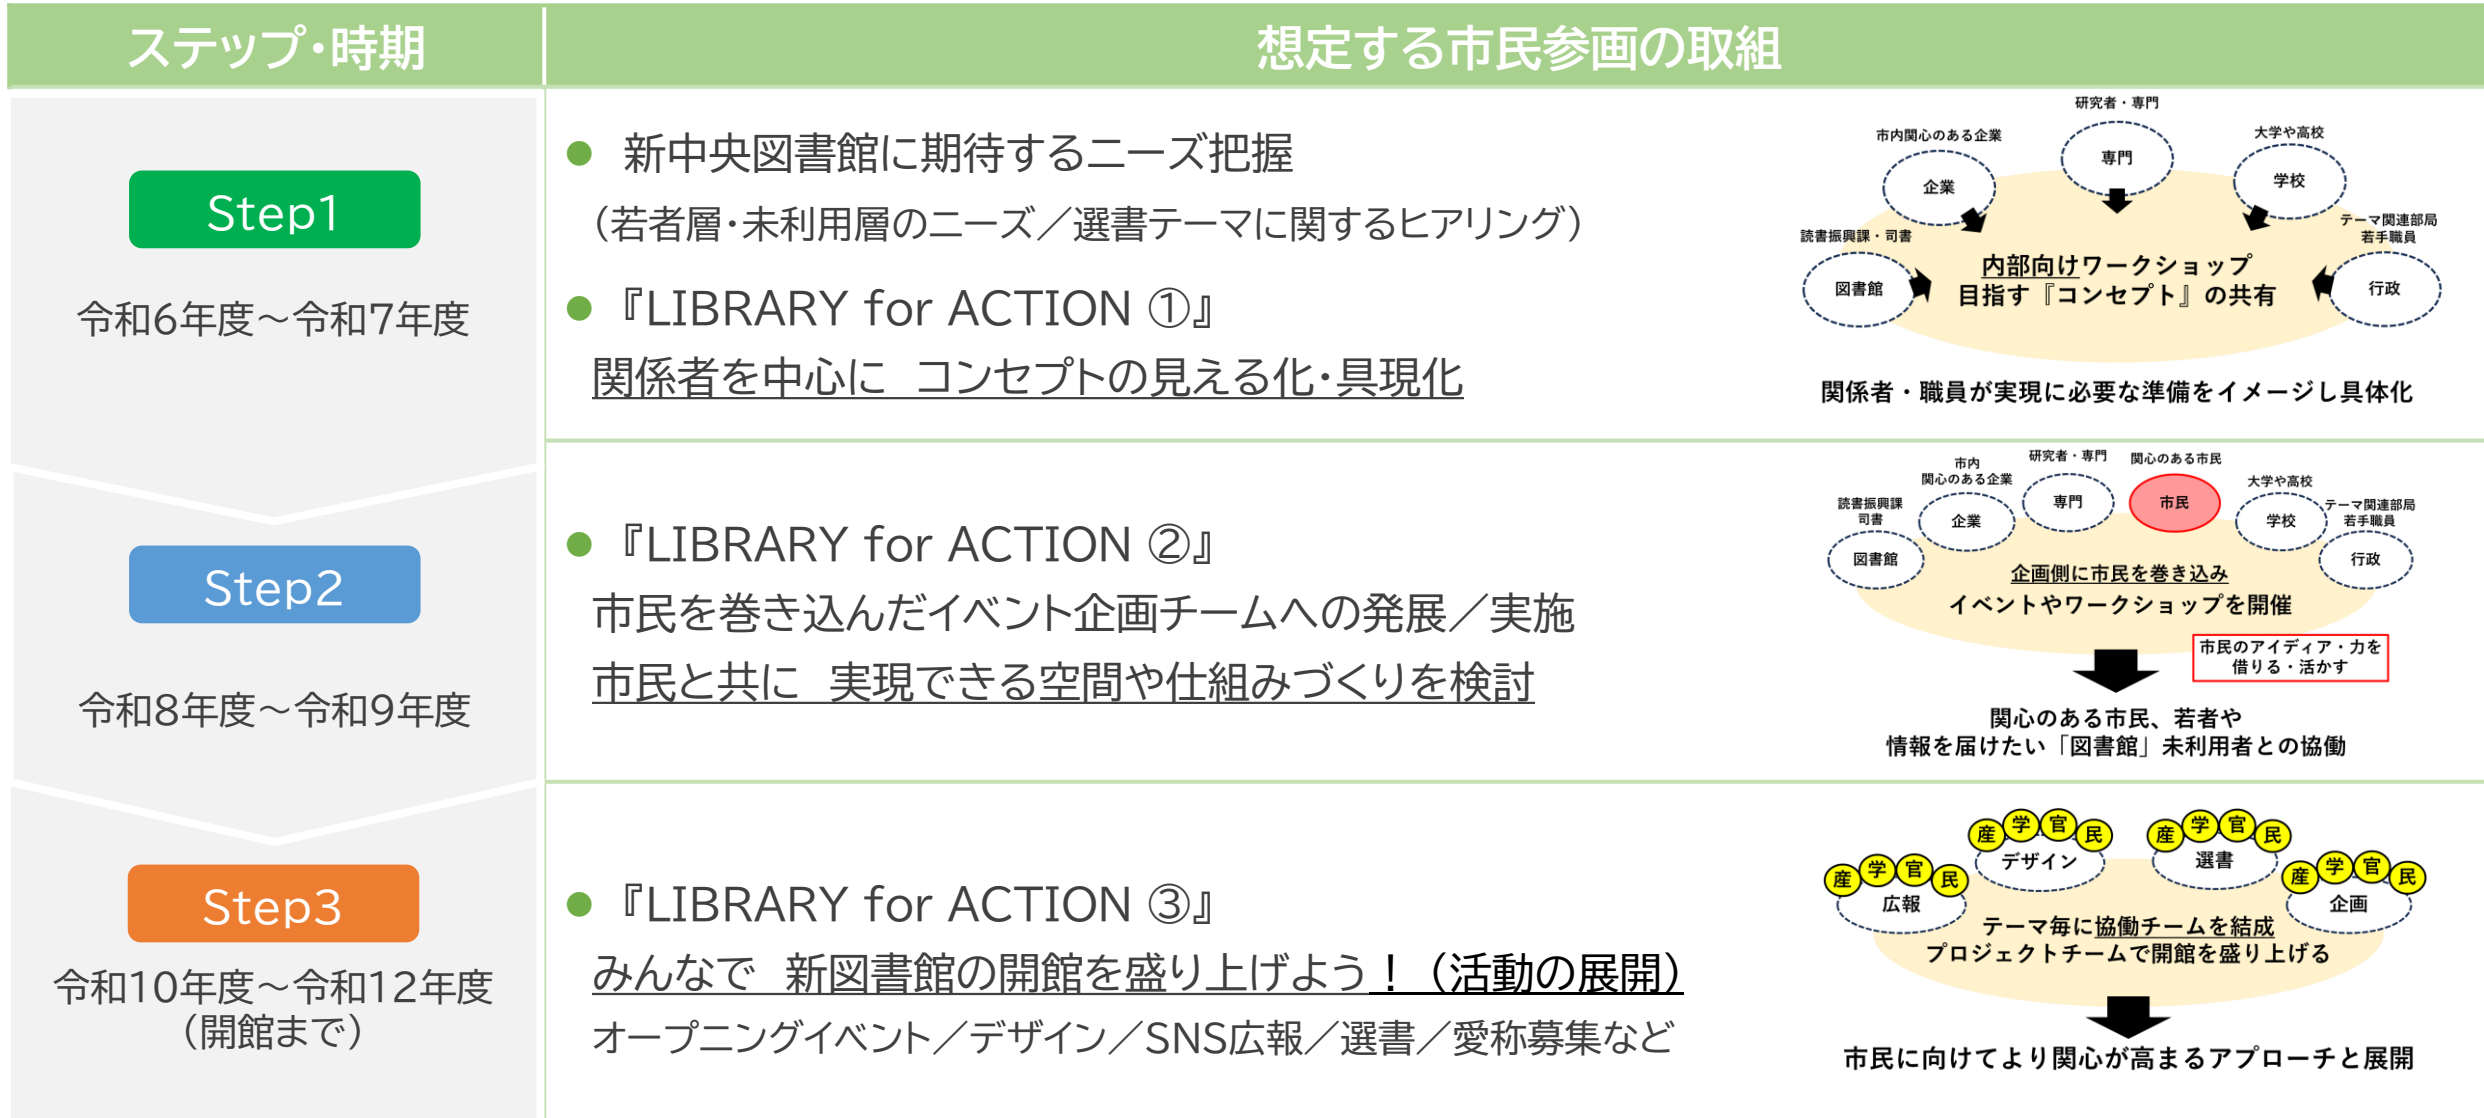 ステップ・時期
想定する市民参画の取組
Step1
令和6年度～令和7年度
● 新中央図書館に期待するニーズ把握
（若者層・未利用層のニーズ／選書テーマに関するヒアリング）
● 『LIBRARY for ACTION ①』
関係者を中心に　コンセプトの見える化・具現化
研究者・専門
専門
市内関心のある企業
企業
大学や高校
学校
読書振興課・司書
図書館
テーマ関連部局
若手職員
行政
内部向けワークショップ
目指す『コンセプト』の共有
関係者・職員が実現に必要な準備をイメージし具体化
Step2
令和8年度～令和9年度
● 『LIBRARY for ACTION ②』
市民を巻き込んだイベント企画チームへの発展／実施
市民と共に　実現できる空間や仕組みづくりを検討
読書振興課
司書
図書館
市内
関心のある企業
企業
研究者・専門
専門
関心のある市民
市民
大学や高校
学校
テーマ関連部局
若手職員
行政
企画側に市民を巻き込み
イベントやワークショップを開催
市民のアイディア・力を
借りる・活かす
関心のある市民、若者や
情報を届けたい「図書館」未利用者との協働
Step3
令和10年度～令和12年度
（開館まで）
● 『LIBRARY for ACTION ③』
みんなで　新図書館の開館を盛り上げよう！（活動の展開）
オープニングイベント／デザイン／SNS広報／選書／愛称募集など
産 学 官 民
広報
産 学 官 民
デザイン
産 学 官 民
選書
産 学 官 民
企画
テーマ毎に協働チームを結成
プロジェクトチームで開館を盛り上げる
市民に向けてより関心が高まるアプローチと展開